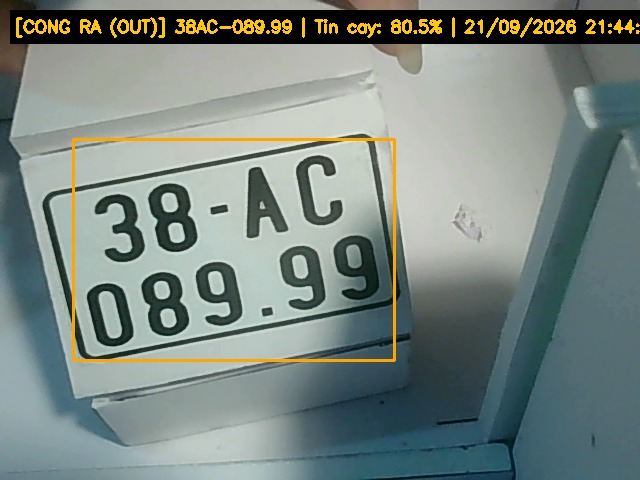 [CONG RA (OUT)] 38AC-089.99 | Tin cay: 80.5% | 21/09/2026 21:44:
38-AC
089.99